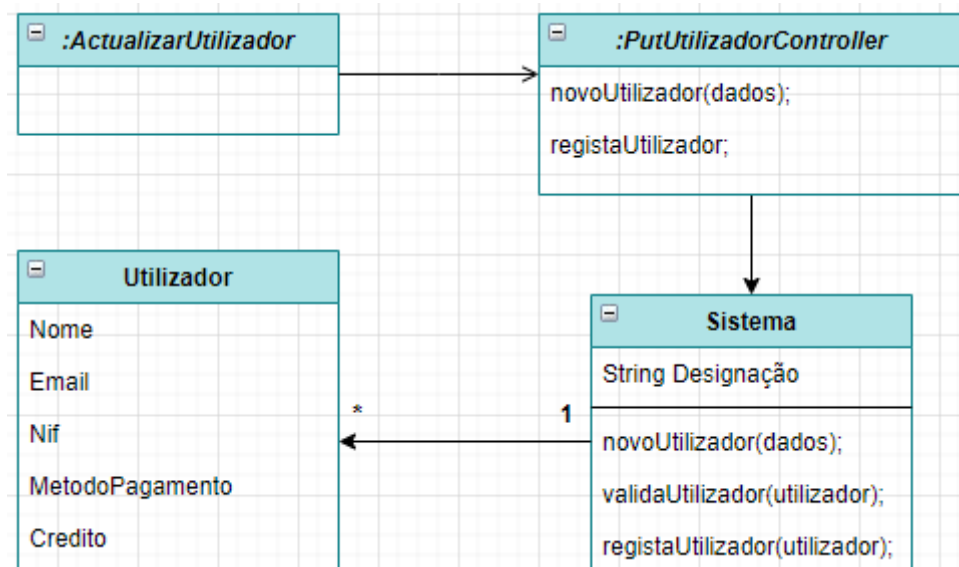 :ActualizarUtilizador
:PutUtilizadorController
novoUtilizador(dados);
registaUtilizador;
Utilizador
Nome
Email
Nif
MetodoPagamento
Credito
*
1
Sistema
String Designação
novoUtilizador(dados);
validaUtilizador(utilizador);
registaUtilizador(utilizador);